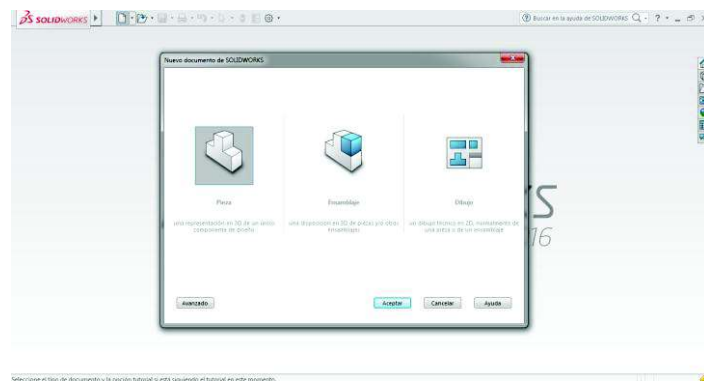 SOLIDWORKS
Buscar en la ayuda de SOLIDWORKS
Nuevo documento de SOLIDWORKS
Pieza
Ensamblaje
Dibujo
una representación en 3D de un único componente de diseño
una disposición en 3D de piezas y/u otros ensamblajes
un dibujo técnico en 2D, normalmente de una pieza o de un ensamblaje
KS
16
Avanzado
Aceptar
Cancelar
Ayuda
Seleccione el tipo de documento y la opción tutorial si está siguiendo el tutorial en este momento.